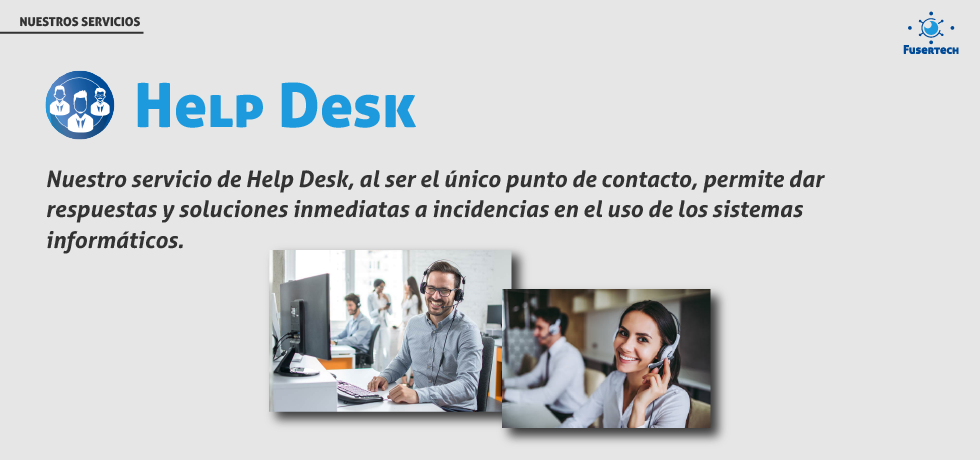 NUESTROS SERVICIOS
FUSERTECH
HELP DESK
Nuestro servicio de Help Desk, al ser el único punto de contacto, permite dar
respuestas y soluciones inmediatas a incidencias en el uso de los sistemas
informáticos.